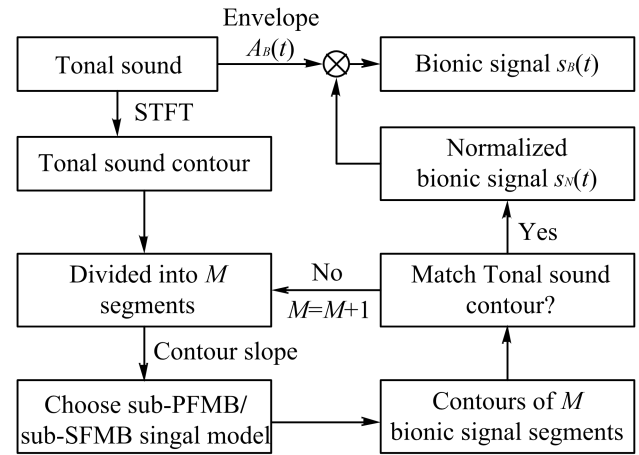 Envelope
A_B(t)
Tonal sound
Bionic signal s_B(t)
STFT
Tonal sound contour
Normalized
bionic signal s_N(t)
Yes
Divided into M
segments
No
M=M+1
Match Tonal sound
contour?
Contour slope
Choose sub-PFMB/
sub-SFMB singal model
Contours of M
bionic signal segments